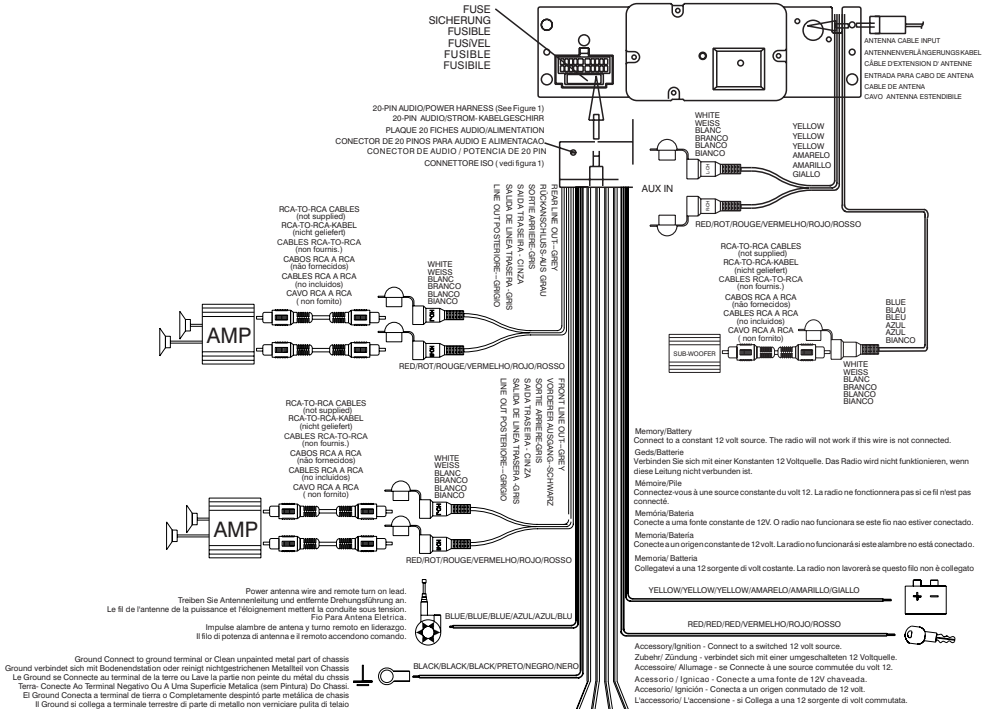 FUSE
SICHERUNG
FUSIBLE
FUSíVEL
FUSIBLE
FUSIBILE
ANTENNA CABLE INPUT
ANTENNENVERLÄNGERUNGSKABEL
CÂBLE D'EXTENSION D' ANTENNE
ENTRADA PARA CABO DE ANTENA
CABLE DE ANTENA
CAVO ANTENNA ESTENDIBILE
20-PIN AUDIO/POWER HARNESS (See Figure 1)
20-PIN AUDIO/STROM-KABELGESCHIRR
PLAQUE 20 FICHES AUDIO/ALIMENTATION
CONECTOR DE 20 PINOS PARA AUDIO E ALIMENTACAO
CONECTOR DE AUDIO / POTENCIA DE 20 PIN
CONNETTORE ISO ( vedi figura 1)
WHITE
WEISS
BLANC
BRANCO
BLANCO
BIANCO
YELLOW
YELLOW
YELLOW
AMARELO
AMARILLO
GIALLO
L-CH
AUX IN
R-CH
RED/ROT/ROUGE/VERMELHO/ROJO/ROSSO
REAR LINE OUT--GREY
RÜCKANSCHLUSS-AUS GRAU
SORTIE ARRIERE-GRIS
SAIDA TRASEIRA - CINZA
SALIDA DE LINEA TRASERA -GRIS
LINE OUT POSTERIORE--GRIGIO
RCA-TO-RCA CABLES
(not supplied)
RCA-TO-RCA-KABEL
(nicht geliefert)
CABLES RCA-TO-RCA
(non fournis.)
CABOS RCA A RCA
(não fornecidos)
CABLES RCA A RCA
(no incluidos)
CAVO RCA A RCA
( non fornito)
WHITE
WEISS
BLANC
BRANCO
BLANCO
BIANCO
AMP
RED/ROT/ROUGE/VERMELHO/ROJO/ROSSO
RCA-TO-RCA CABLES
(not supplied)
RCA-TO-RCA-KABEL
(nicht geliefert)
CABLES RCA-TO-RCA
(non fournis.)
CABOS RCA A RCA
(não fornecidos)
CABLES RCA A RCA
(no incluidos)
CAVO RCA A RCA
( non fornito)
BLUE
BLAU
BLEU
AZUL
AZUL
BIANCO
SUB-WOOFER
WHITE
WEISS
BLANC
BRANCO
BLANCO
BIANCO
FRONT LINE OUT--GREY
VORDERER AUSGANG--SCHWARZ
SORTIE ARRIERE-GRIS
SAIDA TRASEIRA - CINZA
SALIDA DE LINEA TRASERA -GRIS
LINE OUT POSTERIORE--GRIGIO
RCA-TO-RCA CABLES
(not supplied)
RCA-TO-RCA-KABEL
(nicht geliefert)
CABLES RCA-TO-RCA
(non fournis.)
CABOS RCA A RCA
(não fornecidos)
CABLES RCA A RCA
(no incluidos)
CAVO RCA A RCA
( non fornito)
WHITE
WEISS
BLANC
BRANCO
BLANCO
BIANCO
AMP
RED/ROT/ROUGE/VERMELHO/ROJO/ROSSO
Memory/Battery
Connect to a constant 12 volt source. The radio will not work if this wire is not connected.
Geds/Batterie
Verbinden Sie sich mit einer Konstanten 12 Voltquelle. Das Radio wird nicht funktionieren, wenn
diese Leitung nicht verbunden ist.
Mémoire/Pile
Connectez-vous à une source constante du volt 12. La radio ne fonctionnera pas si ce fil n'est pas
connecté.
Memória/Bateria
Conecte a uma fonte constante de 12V. O radio nao funcionara se este fio nao estiver conectado.
Memoria/Bateria
Conecte a un origen constante de 12 volt. La radio no funcionará si este alambre no está conectado.
Memoria/ Batteria
Collegatevi a una 12 sorgente di volt costante. La radio non lavorerà se questo filo non è collegato
YELLOW/YELLOW/YELLOW/AMARELO/AMARILLO/GIALLO
RED/RED/RED/VERMELHO/ROJO/ROSSO
Accessory/Ignition - Connect to a switched 12 volt source.
Zubehr/ Zündung - verbindet sich mit einer umgeschalteten 12 Voltquelle.
Accessoire/ Allumage - se Connecte à une source commutée du volt 12.
Acessorio / Ignicao - Conecte a uma fonte de 12V chaveada.
Accesorio/ Ignición - Conecta a un origen conmutado de 12 volt.
L'accessorio/ L'accensione - si Collega a una 12 sorgente di volt commutata.
Power antenna wire and remote turn on lead.
Treiben Sie Antennenleitung und entfernte Drehungführung an.
Le fil de l'antenne de la puissance et l'éloignement mettent la conduite sous tension.
Fio Para Antena Eletrica.
Impulse alambre de antena y turno remoto en liderazgo.
Il filo di potenza di antenna e il remoto accendono comando.
BLUE/BLUE/BLUE/AZUL/AZUL/BLU
Ground Connect to ground terminal or Clean unpainted metal part of chassis
Ground verbindet sich mit Bodenendstation oder reinigt nichtgestrichenen Metallteil von Chassis
Le Ground se Connecte au terminal de la terre ou Lave la partie non peinte du métal du chssis
Terra- Conecte Ao Terminal Negativo Ou A Uma Superficie Metalica (sem Pintura) Do Chassi.
El Ground Conecta a terminal de tierra o Completamente despintó parte metálica de chasis
Il Ground si collega a terminale terrestre di parte di metallo non verniciare pulita di telaio
BLACK/BLACK/BLACK/PRETO/NEGRO/NERO